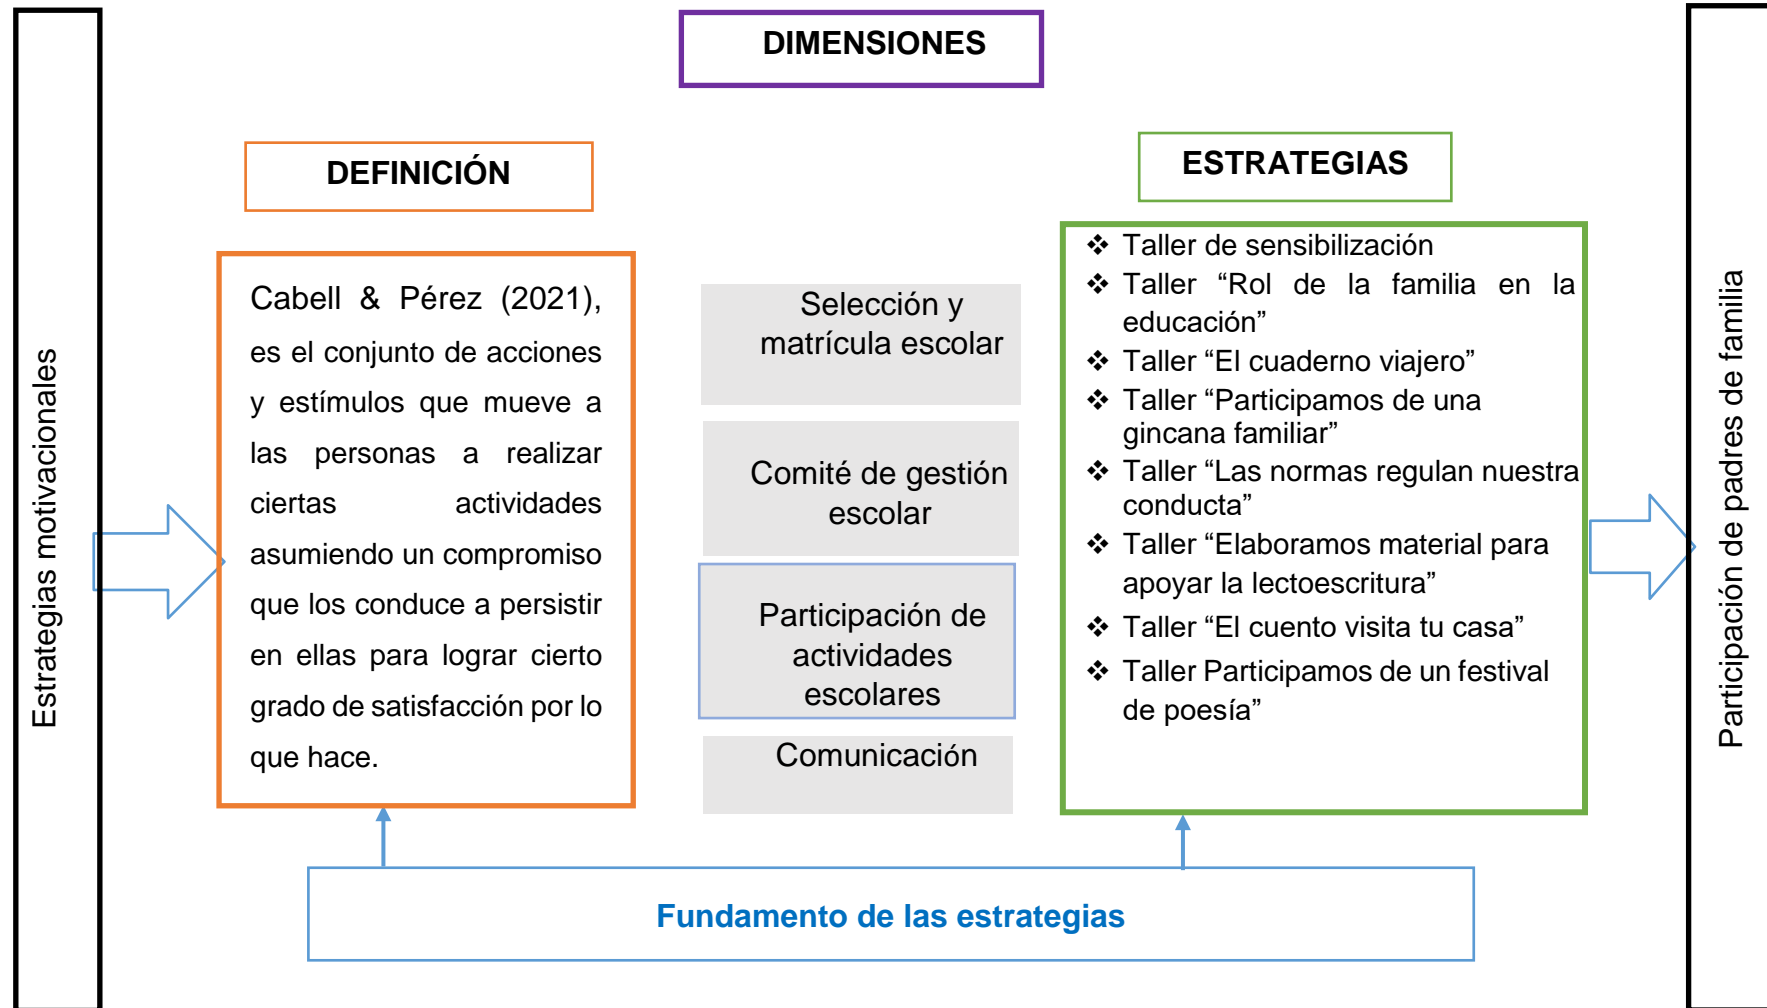 Estrategias motivacionales
DIMENSIONES
DEFINICIÓN
Cabell & Pérez (2021),
es el conjunto de acciones
y estímulos que mueve a
las personas a realizar
ciertas actividades
asumiendo un compromiso
que los conduce a persistir
en ellas para lograr cierto
grado de satisfacción por lo
que hace.
Selección y
matrícula escolar
Comité de gestión
escolar
Participación de
actividades
escolares
Comunicación
ESTRATEGIAS
❖ Taller de sensibilización
❖ Taller “Rol de la familia en la
educación”
❖ Taller “El cuaderno viajero”
❖ Taller “Participamos de una
gincana familiar”
❖ Taller “Las normas regulan nuestra
conducta”
❖ Taller “Elaboramos material para
apoyar la lectoescritura”
❖ Taller “El cuento visita tu casa”
❖ Taller Participamos de un festival
de poesía”
Fundamento de las estrategias
Participación de padres de familia